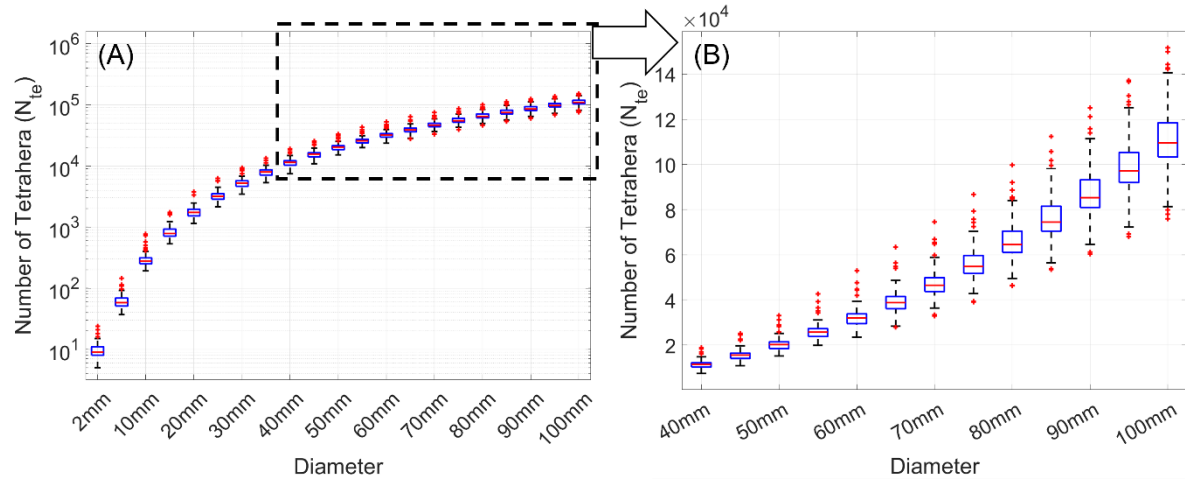 (A)
Number of Tetrahera (N_te)
10^6
10^5
10^4
10^3
10^2
10^1
2mm
10mm
20mm
30mm
40mm
50mm
60mm
70mm
80mm
90mm
100mm
Diameter
×10^4
(B)
Number of Tetrahera (N_te)
14
12
10
8
6
4
2
40mm
50mm
60mm
70mm
80mm
90mm
100mm
Diameter